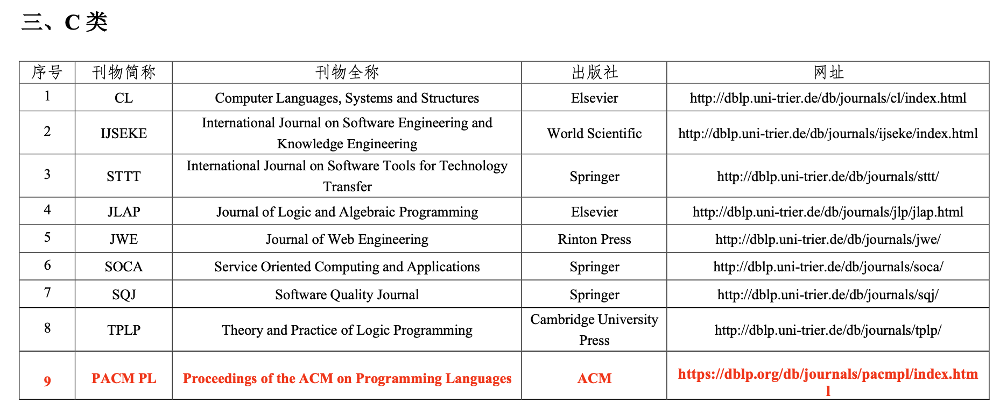 三、C 类
序号 刊物简称 刊物全称 出版社 网址
1 CL Computer Languages, Systems and Structures Elsevier http://dblp.uni-trier.de/db/journals/cl/index.html
2 IJSEKE International Journal on Software Engineering and
Knowledge Engineering World Scientific http://dblp.uni-trier.de/db/journals/ijseke/index.html
3 STTT International Journal on Software Tools for Technology
Transfer Springer http://dblp.uni-trier.de/db/journals/sttt/
4 JLAP Journal of Logic and Algebraic Programming Elsevier http://dblp.uni-trier.de/db/journals/jlp/jlap.html
5 JWE Journal of Web Engineering Rinton Press http://dblp.uni-trier.de/db/journals/jwe/
6 SOCA Service Oriented Computing and Applications Springer http://dblp.uni-trier.de/db/journals/soca/
7 SQJ Software Quality Journal Springer http://dblp.uni-trier.de/db/journals/sqj/
8 TPLP Theory and Practice of Logic Programming Cambridge University
Press http://dblp.uni-trier.de/db/journals/tplp/
9 PACM PL Proceedings of the ACM on Programming Languages ACM https://dblp.org/db/journals/pacmpl/index.htm
l